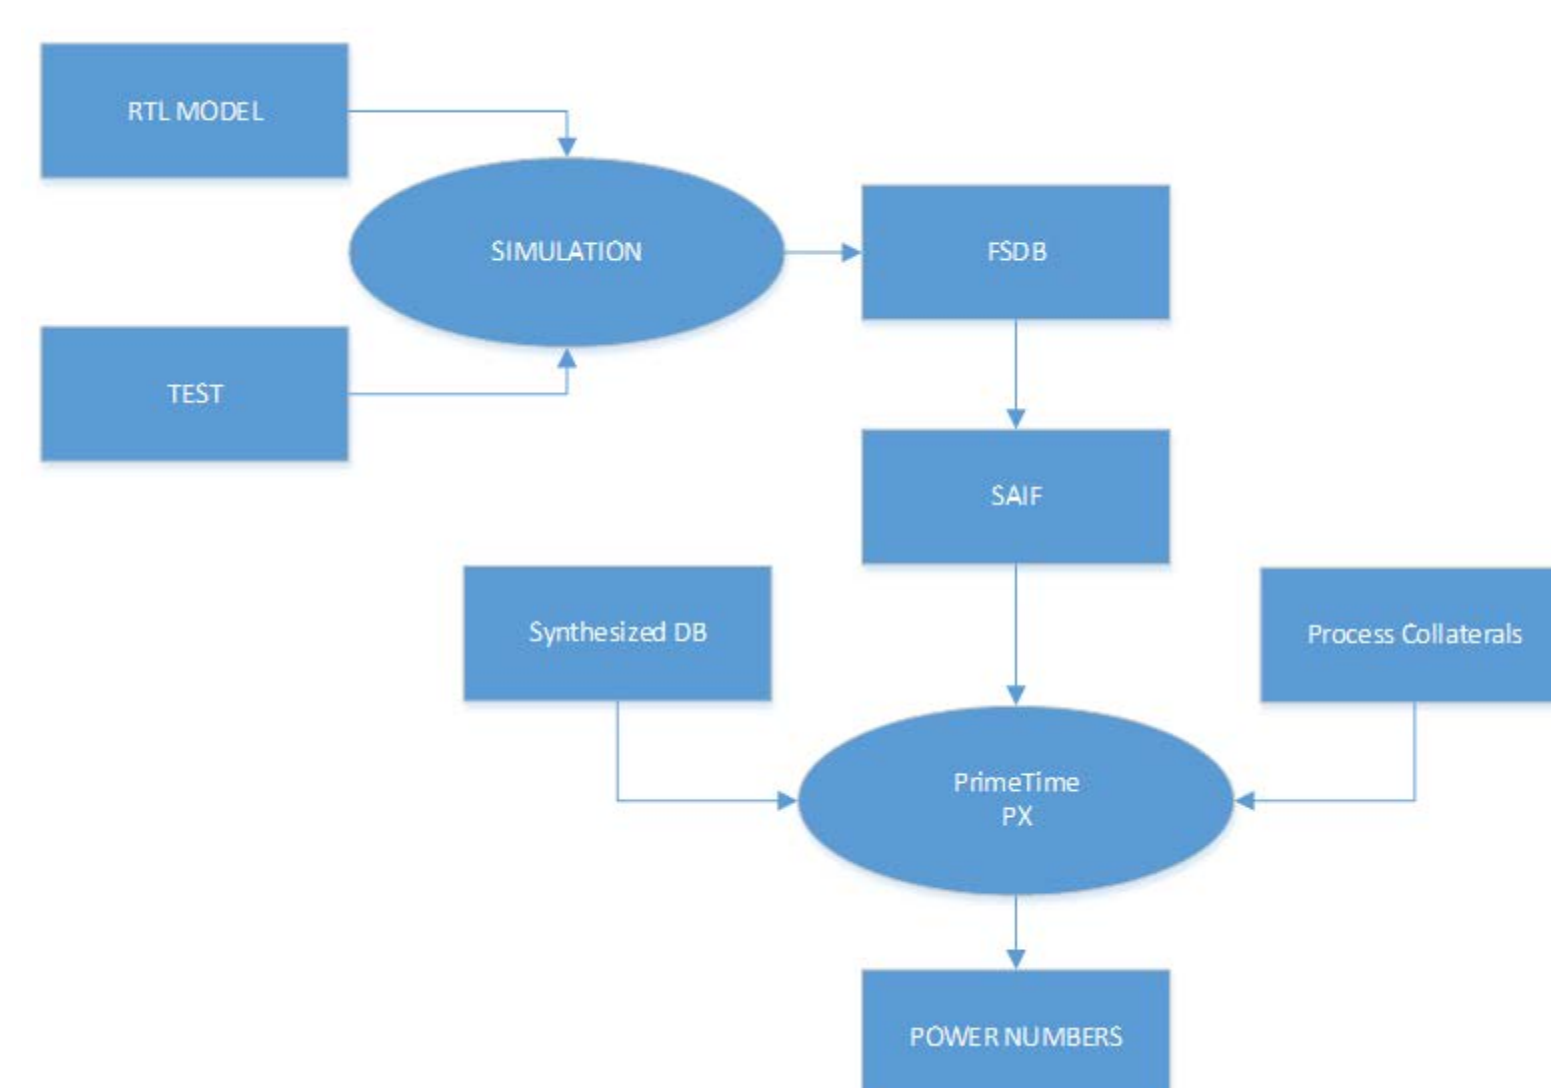 RTL MODEL
SIMULATION
FSDB
TEST
SAIF
Synthesized DB
Process Collaterals
PrimeTime
PX
POWER NUMBERS